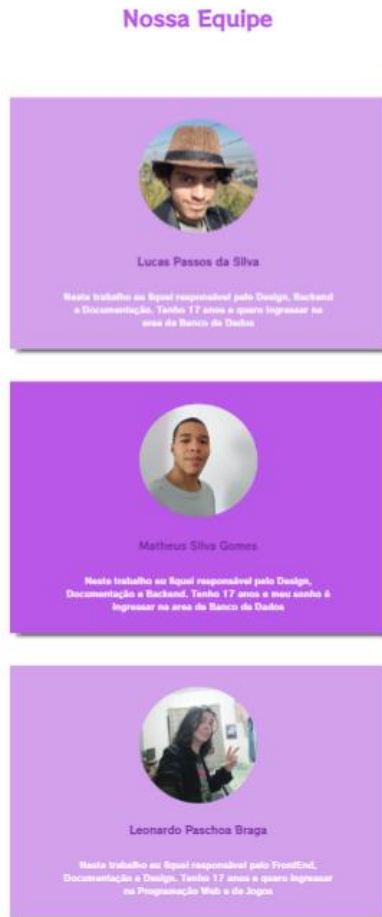 Nossa Equipe
Lucas Passos da Silva
Neste trabalho eu fiquei responsável pelo Design, Backend
e Documentação. Tenho 17 anos e quero ingressar na
area de Banco de Dados
Matheus Silva Gomes
Neste trabalho eu fiquei responsável pelo Design,
Documentação e Backend. Tenho 17 anos e meu sonho é
ingressar na area de Banco de Dados
Leonardo Paschoa Braga
Neste trabalho eu fiquei responsável pelo FrontEnd,
Documentação e Design. Tenho 17 anos e quero ingressar
na Programação Web e de Jogos